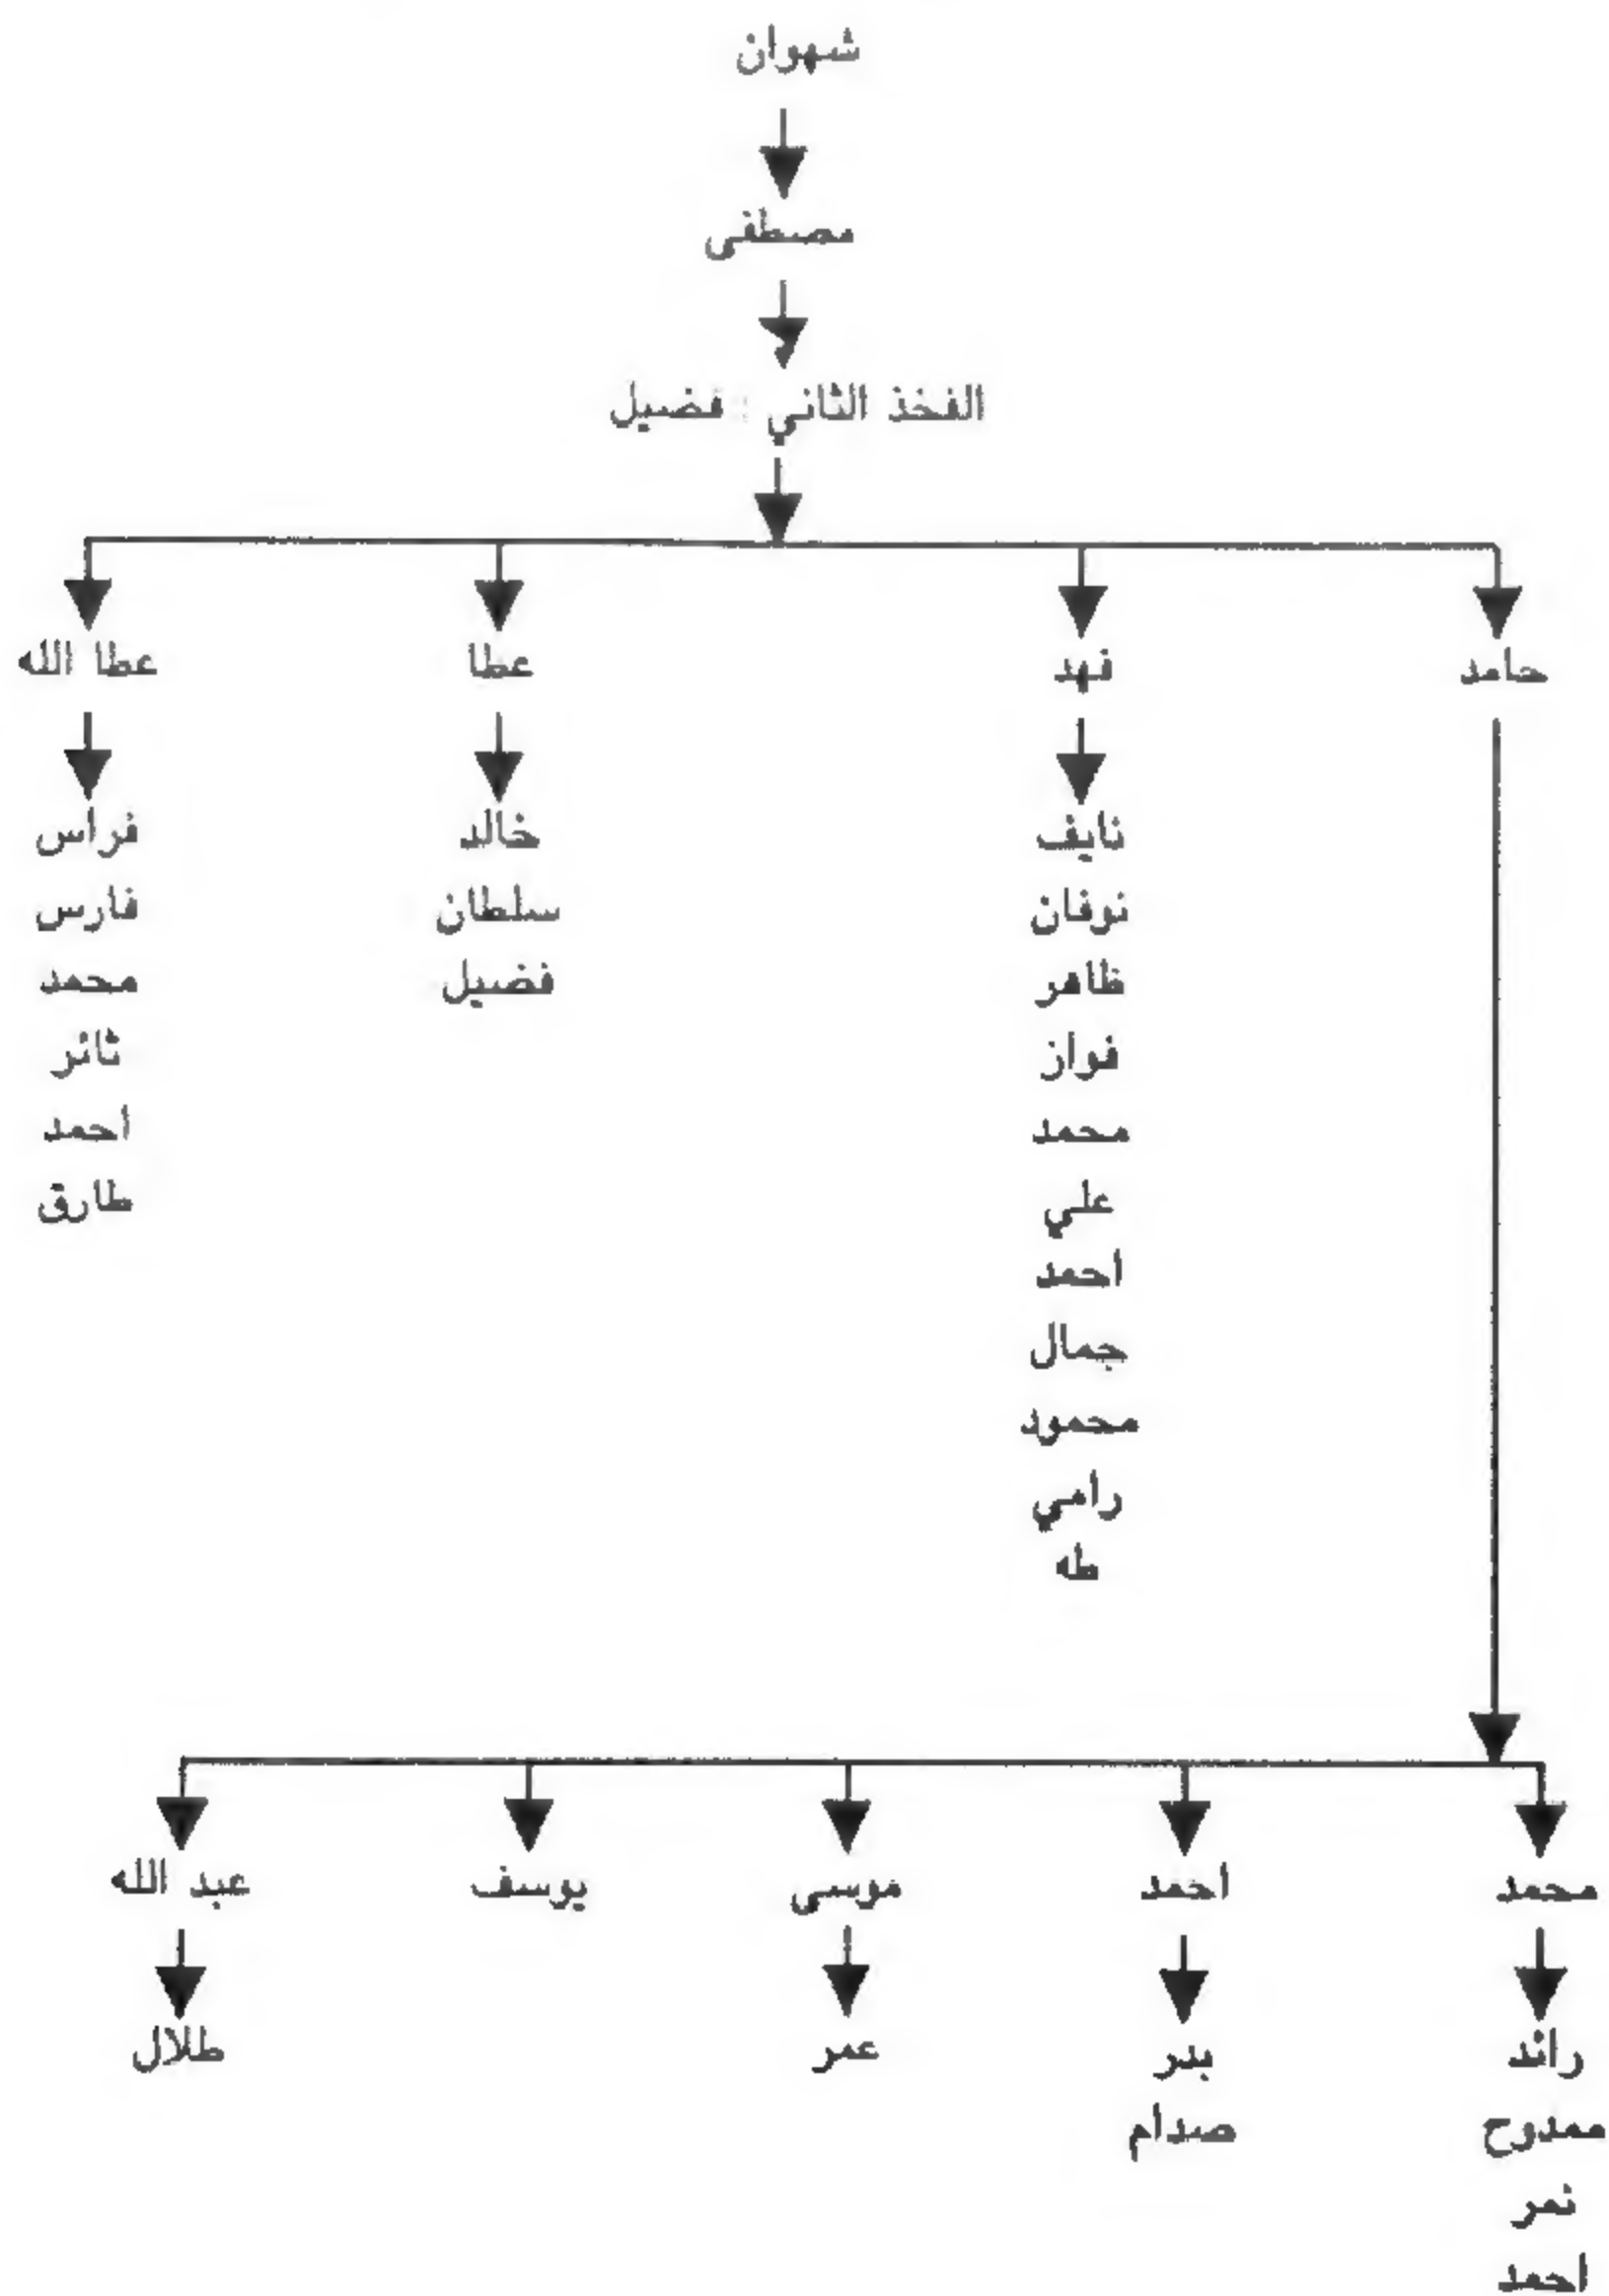 شهوان
مصطفى
الفخذ الثاني : فضيل
حامد
فهد
عطا
عطا الله
نايف
نوفان
ظاهر
فواز
محمد
علي
احمد
جمال
محمود
رامي
طه
خالد
سلطان
فضيل
فراس
فارس
محمد
ثائر
احمد
طارق
محمد
احمد
موسى
يوسف
عبد الله
رائد
ممدوح
نمر
احمد
بدر
صدام
عمر
طلال